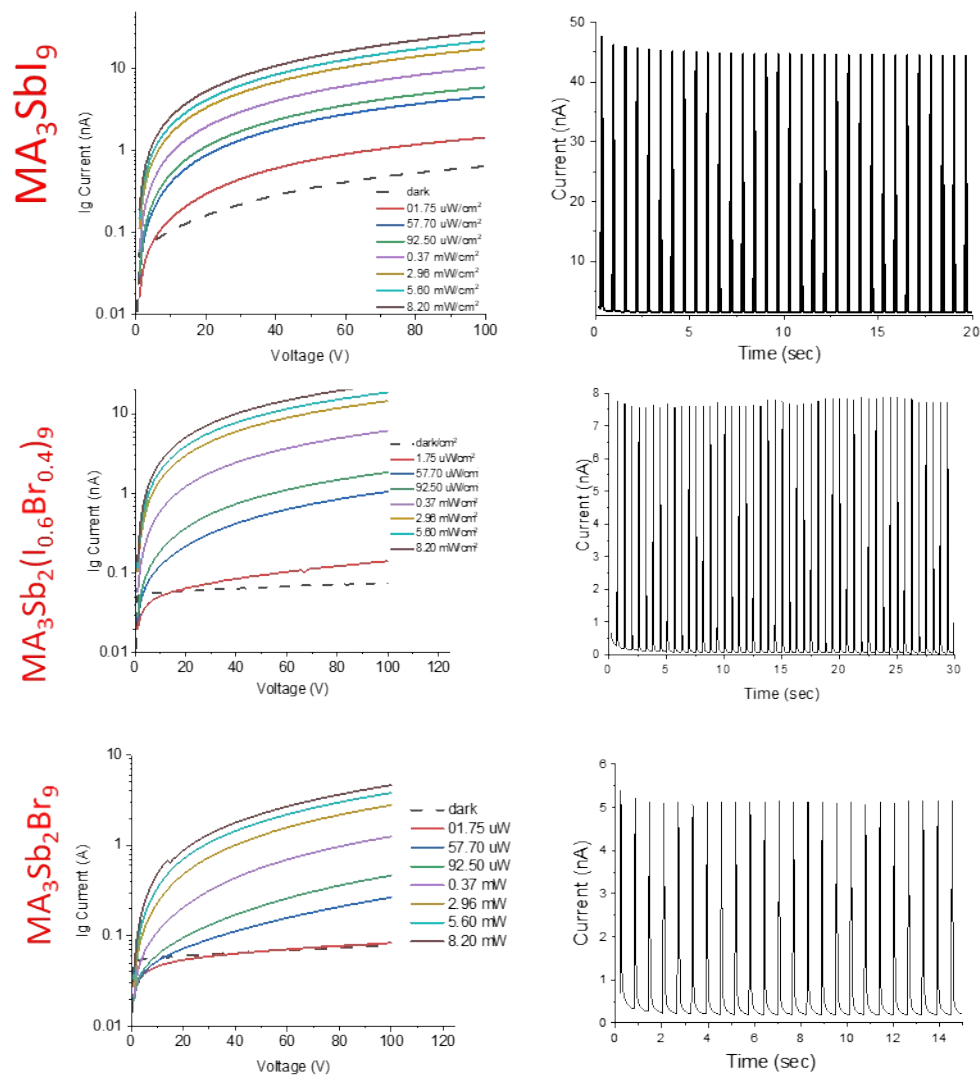 MA₃SbI₉
lg Current (nA)
10
1
0.1
0.01
0
20
40
60
80
100
Voltage (V)
dark
01.75 uW/cm²
57.70 uW/cm²
92.50 uW/cm²
0.37 mW/cm²
2.96 mW/cm²
5.60 mW/cm²
8.20 mW/cm²
Current (nA)
50
40
30
20
10
0
5
10
15
20
Time (sec)
MA₃Sb₂(I₀.₆Br₀.₄)₉
lg Current (nA)
10
1
0.1
0.01
0
20
40
60
80
100
120
Voltage (V)
dark/cm²
1.75 uW/cm²
57.70 uW/cm
92.50 uW/cm
0.37 mW/cm²
2.96 mW/cm²
5.60 mW/cm²
8.20 mW/cm²
Current (nA)
8
7
6
5
4
3
2
1
0
0
5
10
15
20
25
30
Time (sec)
MA₃Sb₂Br₉
lg Current (A)
10
1
0.1
0.01
0
20
40
60
80
100
120
Voltage (V)
dark
01.75 uW
57.70 uW
92.50 uW
0.37 mW
2.96 mW
5.60 mW
8.20 mW
Current (nA)
6
5
4
3
2
1
0
0
2
4
6
8
10
12
14
Time (sec)